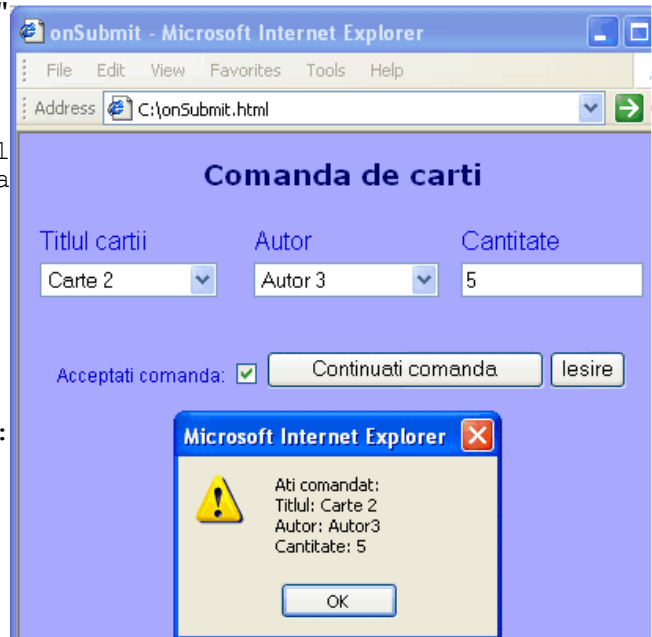 "
onSubmit - Microsoft Internet Explorer
File Edit View Favorites Tools Help
Address C:\onSubmit.html
l
a
Comanda de carti
Titlul cartii Autor Cantitate
Carte 2 Autor 3 5
Acceptati comanda: Continuati comanda Iesire
:
Microsoft Internet Explorer
Ati comandat:
Titlul: Carte 2
Autor: Autor3
Cantitate: 5
OK